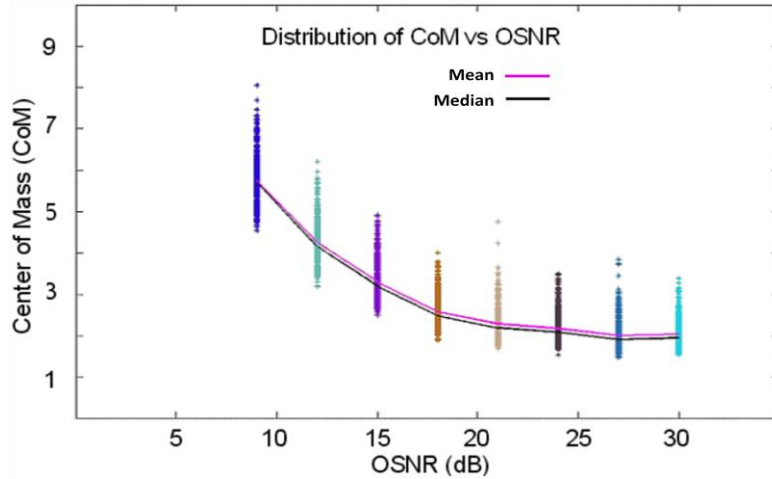 Distribution of CoM vs OSNR
Mean
Median
Center of Mass (CoM)
9
7
5
3
1
5 10 15 20 25 30
OSNR (dB)